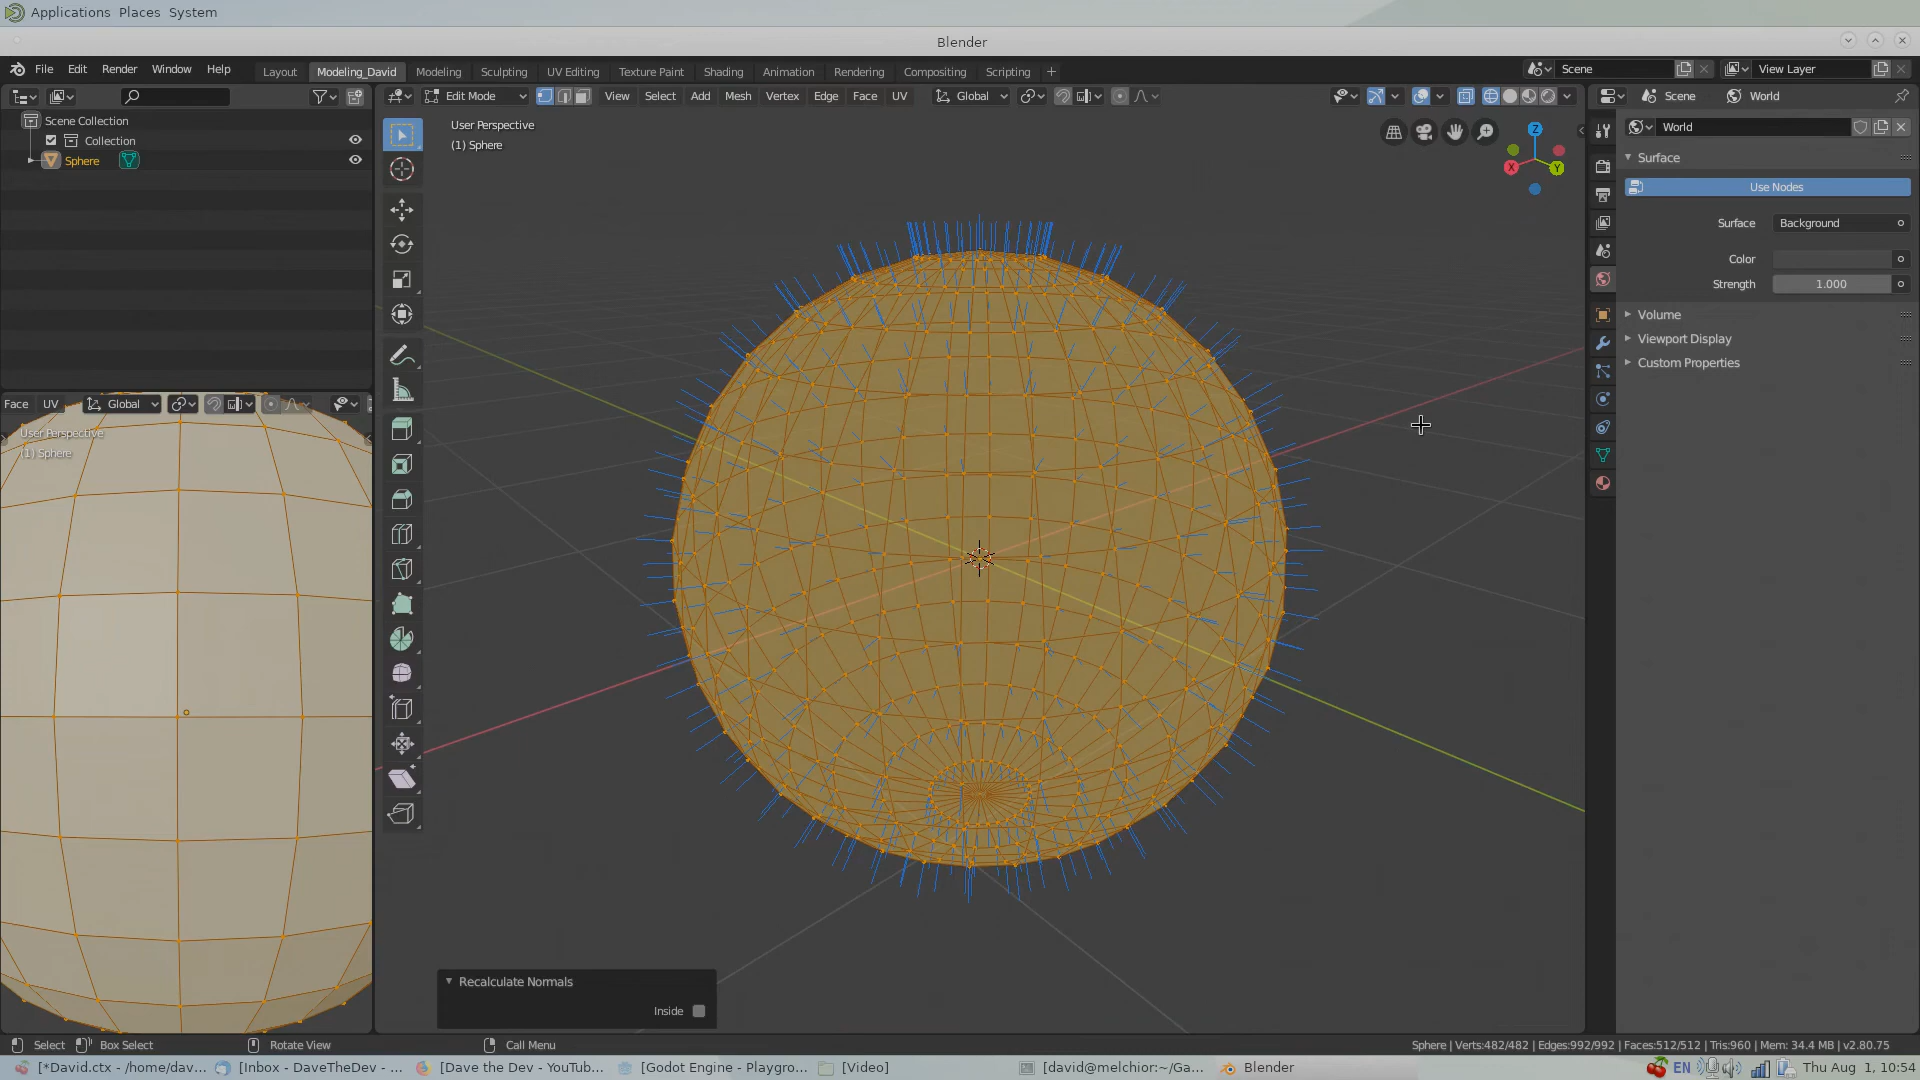 Applications Places System
Blender
File Edit Render Window Help
Layout Modeling_David Modeling Sculpting UV Editing Texture Paint Shading Animation Rendering Compositing Scripting +
Scene View Layer
Edit Mode View Select Add Mesh Vertex Edge Face UV Global
Scene World
Scene Collection
Collection
Sphere
User Perspective
(1) Sphere
Z
X
Y
World
Surface
Use Nodes
Surface Background
Color
Strength 1.000
Volume
Viewport Display
Custom Properties
Face UV Global
User Perspective
(1) Sphere
Recalculate Normals
Inside
Select Box Select Rotate View Call Menu
Sphere | Verts:482/482 | Edges:992/992 | Faces:512/512 | Tris:960 | Mem: 34.4 MB | v2.80.75
[*David.ctx - /home/dav... [Inbox - DaveTheDev - ... [Dave the Dev - YouTub... [Godot Engine - Playgro... [Video] [david@melchior:~/Ga... Blender EN Thu Aug 1, 10:54